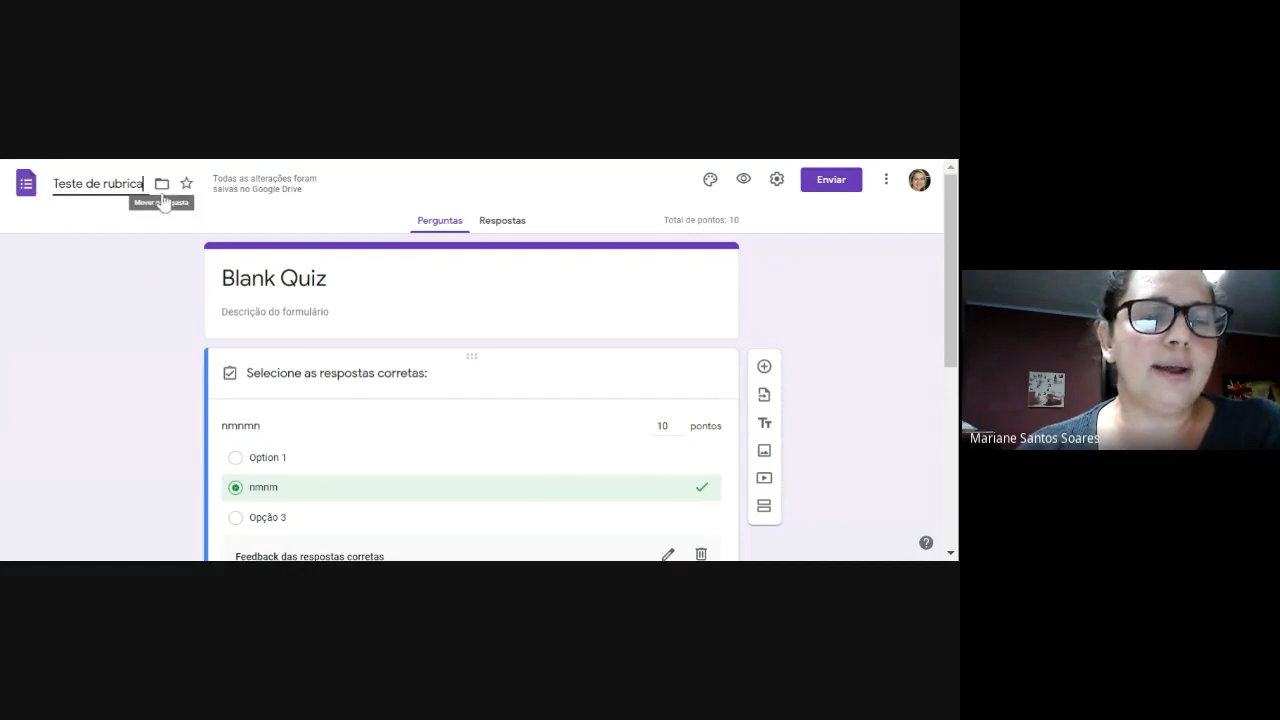 Teste de rubrica
Todas as alterações foram
salvas no Google Drive
Enviar
Mover
Perguntas
Respostas
Total de pontos: 10
Blank Quiz
Descrição do formulário
Selecione as respostas corretas:
nmnmn
10 pontos
Option 1
nmnm
Opção 3
Feedback das respostas corretas
Tт
Mariane Santos Soares